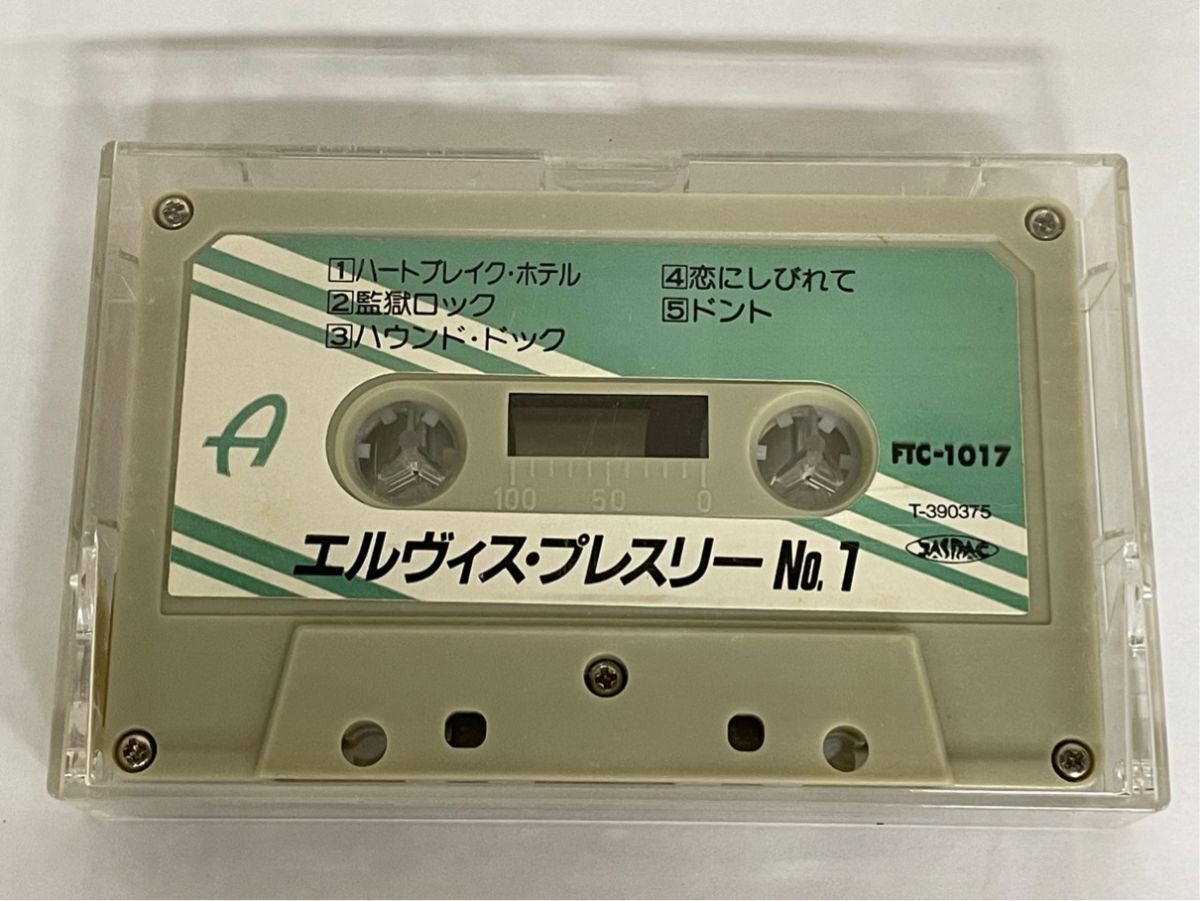 1 ハートブレイク・ホテル
2 監獄ロック
3 ハウンド・ドック
4 恋にしびれて
5 ドント
A
100 50 0
FTC-1017
T-390375
JASRAC
エルヴィス・プレスリー No.1